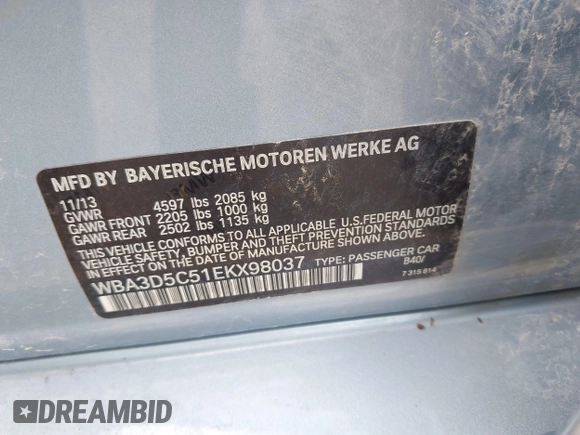 MFD BY BAYERISCHE MOTOREN WERKE AG
11/13
GVWR 4597 lbs 2085 kg
GAWR FRONT 2205 lbs 1000 kg
GAWR REAR 2502 lbs 1135 kg
THIS VEHICLE CONFORMS TO ALL APPLICABLE U.S.FEDERAL MOTOR
VEHICLE SAFETY, BUMPER AND THEFT PREVENTION STANDARDS
IN EFFECT ON THE DATE OF MANUFACTURE SHOWN ABOVE.
WBA3D5C51EKX98037 TYPE: PASSENGER CAR
B40/
7 315 614
DREAMBID